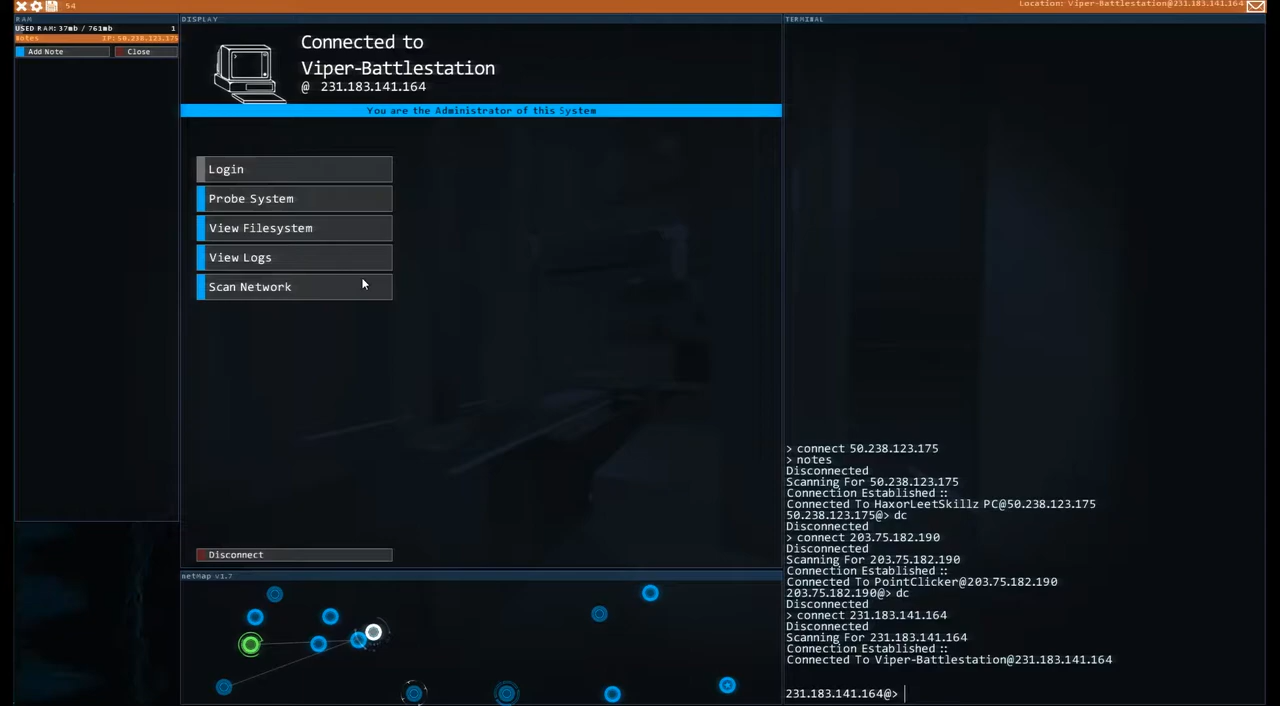 54
Location: Viper-Battlestation@231.183.141.164
RAM
USED RAM: 37mb / 761mb 1
Notes IP:50.238.123.175
Add Note
Close
DISPLAY
Connected to
Viper-Battlestation
@ 231.183.141.164
You are the Administrator of this System
Login
Probe System
View Filesystem
View Logs
Scan Network
Disconnect
netMap v1.7
TERMINAL
> connect 50.238.123.175
> notes
Disconnected
Scanning For 50.238.123.175
Connection Established ::
Connected To HaxorLeetSkillz PC@50.238.123.175
50.238.123.175@> dc
Disconnected
> connect 203.75.182.190
Disconnected
Scanning For 203.75.182.190
Connection Established ::
Connected To PointClicker@203.75.182.190
203.75.182.190@> dc
Disconnected
> connect 231.183.141.164
Disconnected
Scanning For 231.183.141.164
Connection Established ::
Connected To Viper-Battlestation@231.183.141.164
231.183.141.164@>